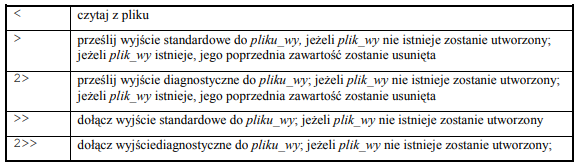 < czytaj z pliku
> prześlij wyjście standardowe do pliku_wy, jeżeli plik_wy nie istnieje zostanie utworzony;
jeżeli plik_wy istnieje, jego poprzednia zawartość zostanie usunięta
2> prześlij wyjście diagnostyczne do pliku_wy; jeżeli plik_wy nie istnieje zostanie utworzony;
jeżeli plik_wy istnieje, jego poprzednia zawartość zostanie usunięta
>> dołącz wyjście standardowe do pliku_wy; jeżeli plik_wy nie istnieje zostanie utworzony
2>> dołącz wyjściediagnostyczne do pliku_wy; jeżeli plik_wy nie istnieje zostanie utworzony;